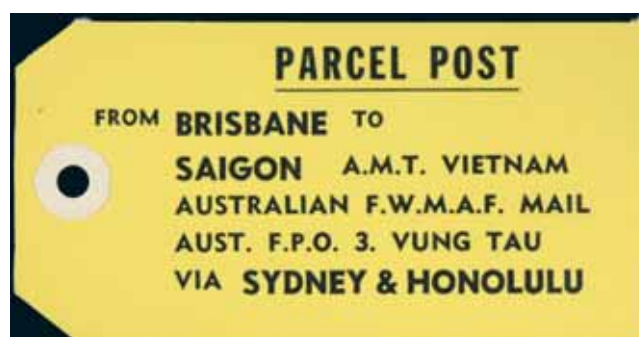 PARCEL POST
FROM BRISBANE TO
SAIGON A.M.T. VIETNAM
AUSTRALIAN F.W.M.A.F. MAIL
AUST. F.P.O. 3. VUNG TAU
VIA SYDNEY & HONOLULU